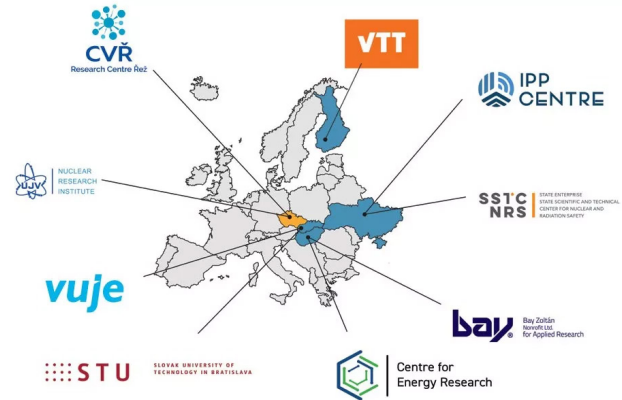 CVŘ
Research Centre Řež
VTT
IPP
CENTRE
UJV
NUCLEAR
RESEARCH
INSTITUTE
SSTC
NRS
STATE ENTERPRISE
STATE SCIENTIFIC AND TECHNICAL
CENTER FOR NUCLEAR AND
RADIATION SAFETY
vuje
bay
Bay Zoltán
Nonrofit Ltd.
for Applied Research
STU
SLOVAK UNIVERSITY OF
TECHNOLOGY IN BRATISLAVA
Centre for
Energy Research